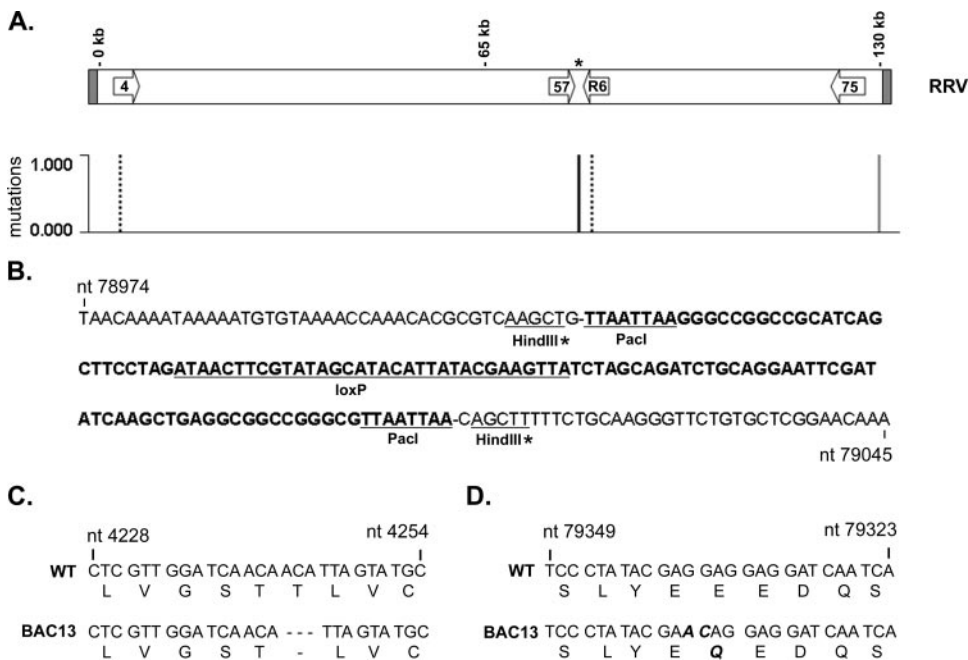 A.
0 kb
65 kb
130 kb
*
4
57
R6
75
RRV
mutations
1.000
0.000
B.
nt 78974
TAACAAAATAAAAATGTGTAAAACCAAACACGCGTCAAGCTG-TTAATTAAGGGCCGGCCGCATCAG
HindIII*
PacI
CTTCCTAGATAACTTCGTATAGCATACATTATACGAAGTTATCTAGCAGATCTGCAGGAATTCGAT
loxP
ATCAAGCTGAGGCGGCCGGGCGTTAATTAA-CAGCTTTTTCTGCAAGGGTTCTGTGCTCGGAACAAA
PacI
HindIII*
nt 79045
C.
nt 4228
nt 4254
WT CTC GTT GGA TCA ACA ACA TTA GTA TGC
L V G S T T L V C
BAC13 CTC GTT GGA TCA ACA - - - TTA GTA TGC
L V G S T - L V C
D.
nt 79349
nt 79323
WT TCC CTA TAC GAG GAG GAG GAT CAA TCA
S L Y E E E D Q S
BAC13 TCC CTA TAC GAA CAG GAG GAT CAA TCA
S L Y E Q E D Q S